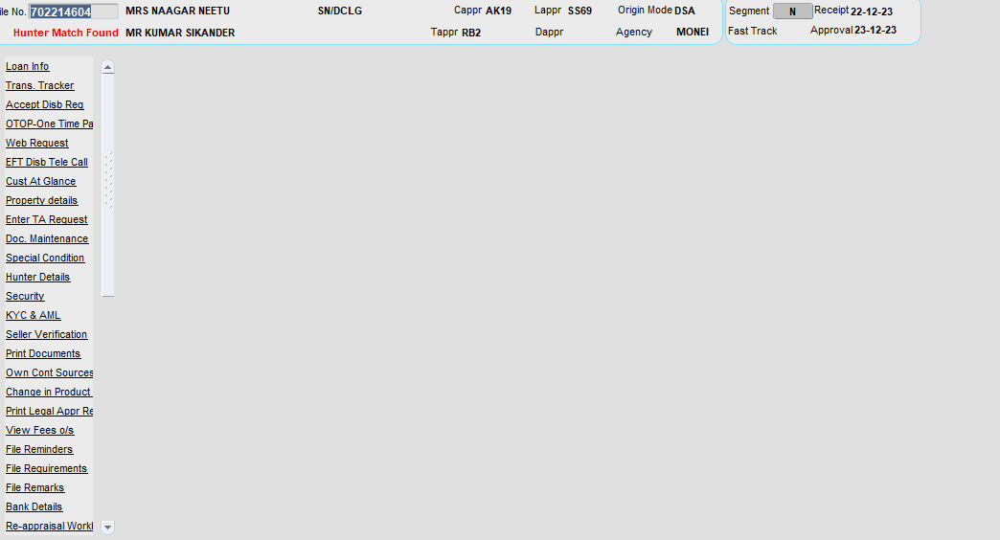 ile No. 702214604 MRS NAAGAR NEETU SN/DCLG Cappr AK19 Lappr SS69 Origin Mode DSA Segment N Receipt 22-12-23
Hunter Match Found MR KUMAR SIKANDER Tappr RB2 Dappr Agency MONEI Fast Track Approval 23-12-23
Loan Info
Trans. Tracker
Accept Disb Req
OTOP-One Time Pa
Web Request
EFT Disb Tele Call
Cust At Glance
Property details
Enter TA Request
Doc. Maintenance
Special Condition
Hunter Details
Security
KYC & AML
Seller Verification
Print Documents
Own Cont Sources
Change in Product
Print Legal Appr Re
View Fees o/s
File Reminders
File Requirements
File Remarks
Bank Details
Re-appraisal Workl